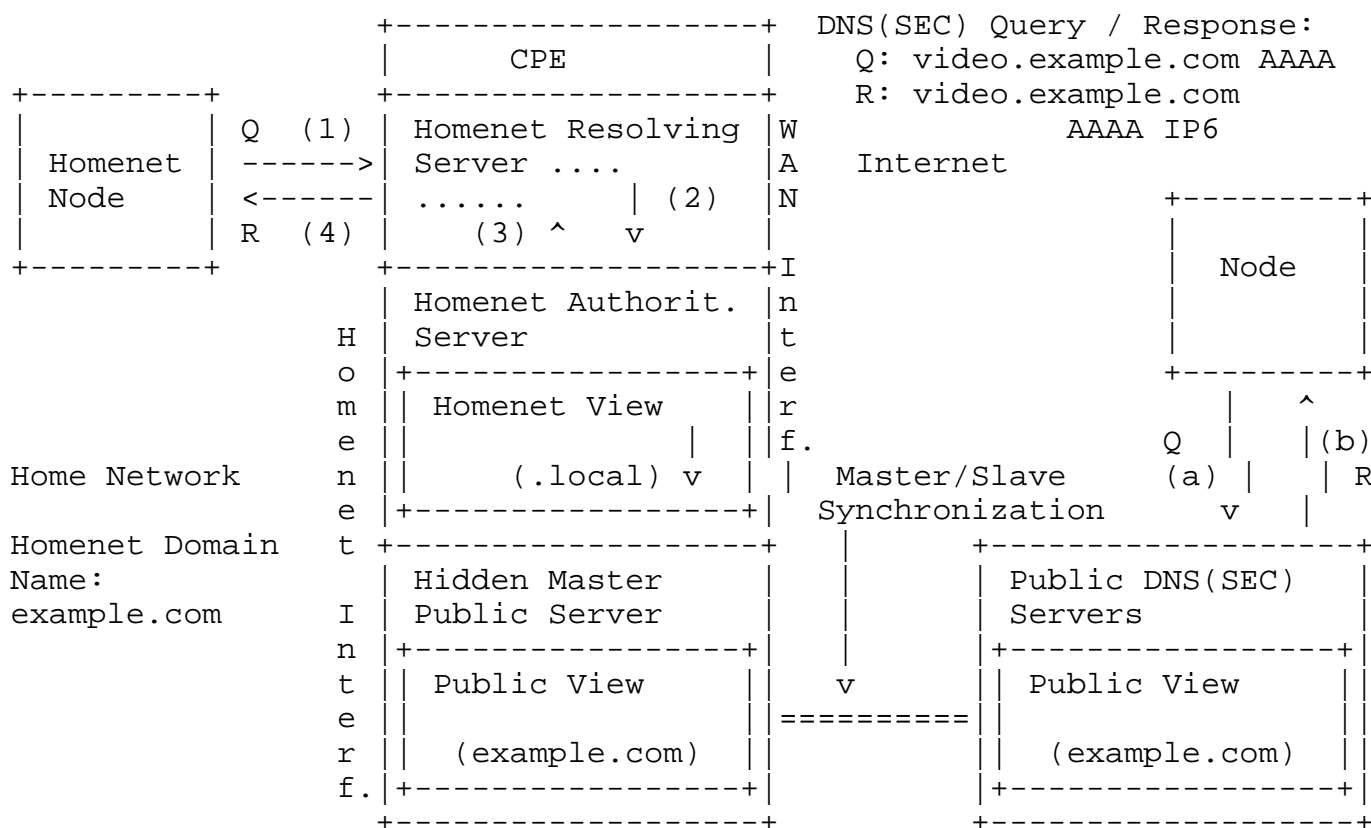 +-------------------+  DNS(SEC) Query / Response:
|       CPE         |    Q: video.example.com AAAA
+---------+        +-------------------+    R: video.example.com
|         | Q  (1) | Homenet Resolving |W              AAAA IP6
| Homenet | ------>| Server ....       |A   Internet
| Node    | <------| ......     | (2)  |N                   +---------+
|         | R  (4) |    (3) ^   v      |                    |         |
+---------+        +-------------------+I                   |  Node   |
| Homenet Authorit. |n                   |         |
H | Server            |t                   |         |
o |+-----------------+|e                   +---------+
m || Homenet View    ||r                      |   ^
e ||              |  ||f.                  Q  |   |(b)
Home Network     n ||     (.local) v  | |  Master/Slave     (a) |   | R
e |+-----------------+|  Synchronization      v   |
Homenet Domain   t +-------------------+   |      +-------------------+
Name:              | Hidden Master     |   |      | Public DNS(SEC)   |
example.com      I | Public Server     |   |      | Servers           |
n |+-----------------+|   |      |+-----------------+|
t || Public View     ||   v      || Public View     ||
e ||                 ||==========||                 ||
r ||  (example.com)  ||          ||  (example.com)  ||
f.|+-----------------+|          |+-----------------+|
+-------------------+          +-------------------+